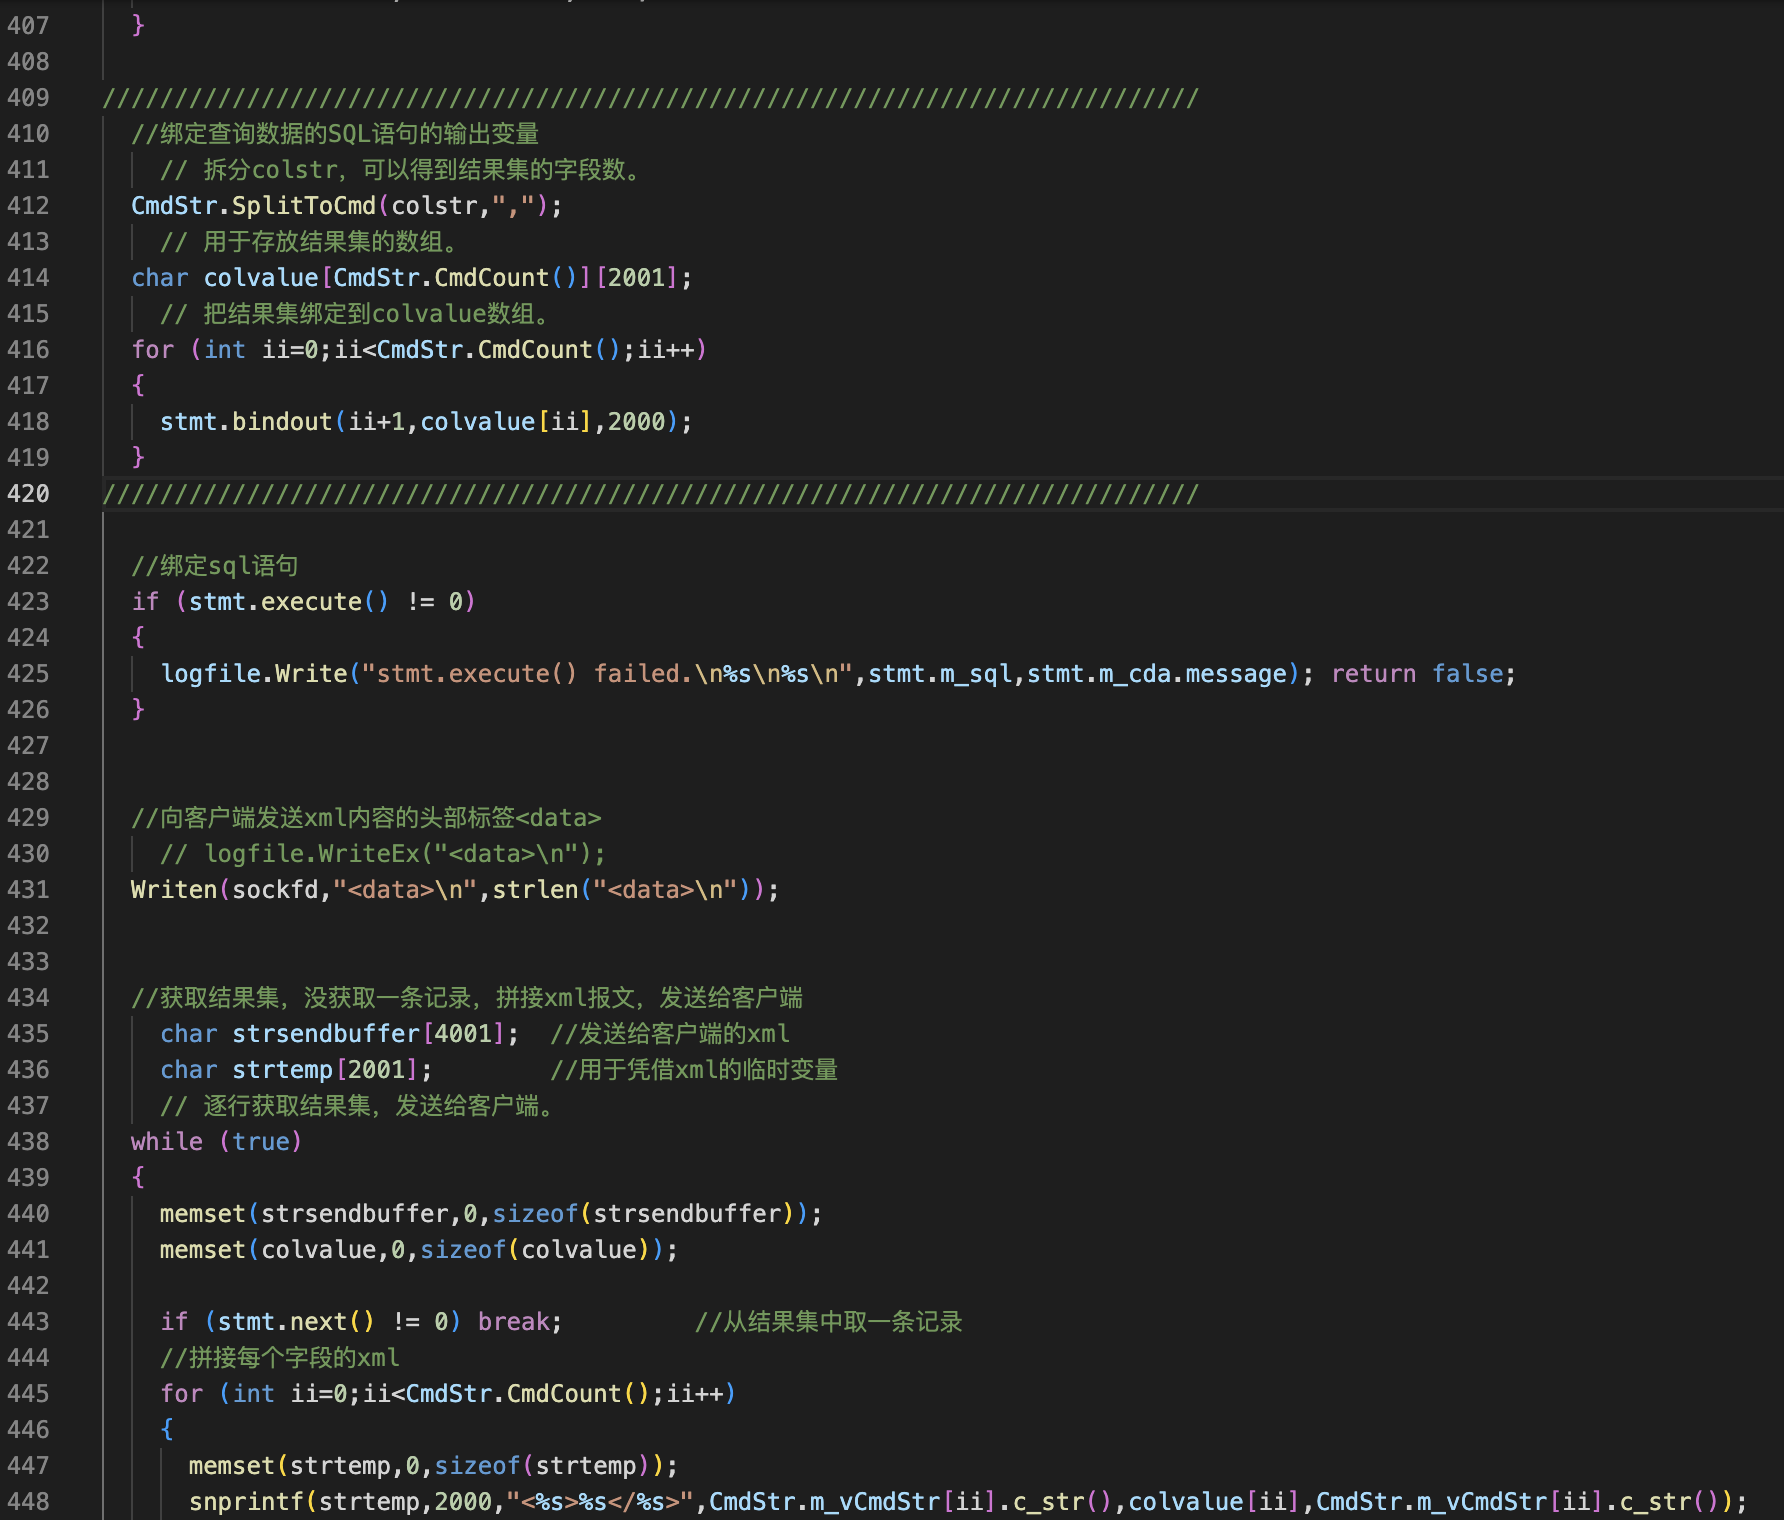 407 }
408
409 ////////////////////////////////////////////////////////////////////////////
410 //绑定查询数据的SQL语句的输出变量
411 // 拆分colstr，可以得到结果集的字段数。
412 CmdStr.SplitToCmd(colstr,",");
413 // 用于存放结果集的数组。
414 char colvalue[CmdStr.CmdCount()][2001];
415 // 把结果集绑定到colvalue数组。
416 for (int ii=0;ii<CmdStr.CmdCount();ii++)
417 {
418 stmt.bindout(ii+1,colvalue[ii],2000);
419 }
420 ////////////////////////////////////////////////////////////////////////////
421
422 //绑定sql语句
423 if (stmt.execute() != 0)
424 {
425 logfile.Write("stmt.execute() failed.\n%s\n%s\n",stmt.m_sql,stmt.m_cda.message); return false;
426 }
427
428
429 //向客户端发送xml内容的头部标签<data>
430 // logfile.WriteEx("<data>\n");
431 Writen(sockfd,"<data>\n",strlen("<data>\n"));
432
433
434 //获取结果集，没获取一条记录，拼接xml报文，发送给客户端
435 char strsendbuffer[4001]; //发送给客户端的xml
436 char strtemp[2001]; //用于凭借xml的临时变量
437 // 逐行获取结果集，发送给客户端。
438 while (true)
439 {
440 memset(strsendbuffer,0,sizeof(strsendbuffer));
441 memset(colvalue,0,sizeof(colvalue));
442
443 if (stmt.next() != 0) break; //从结果集中取一条记录
444 //拼接每个字段的xml
445 for (int ii=0;ii<CmdStr.CmdCount();ii++)
446 {
447 memset(strtemp,0,sizeof(strtemp));
448 snprintf(strtemp,2000,"<%s>%s</%s>",CmdStr.m_vCmdStr[ii].c_str(),colvalue[ii],CmdStr.m_vCmdStr[ii].c_str());